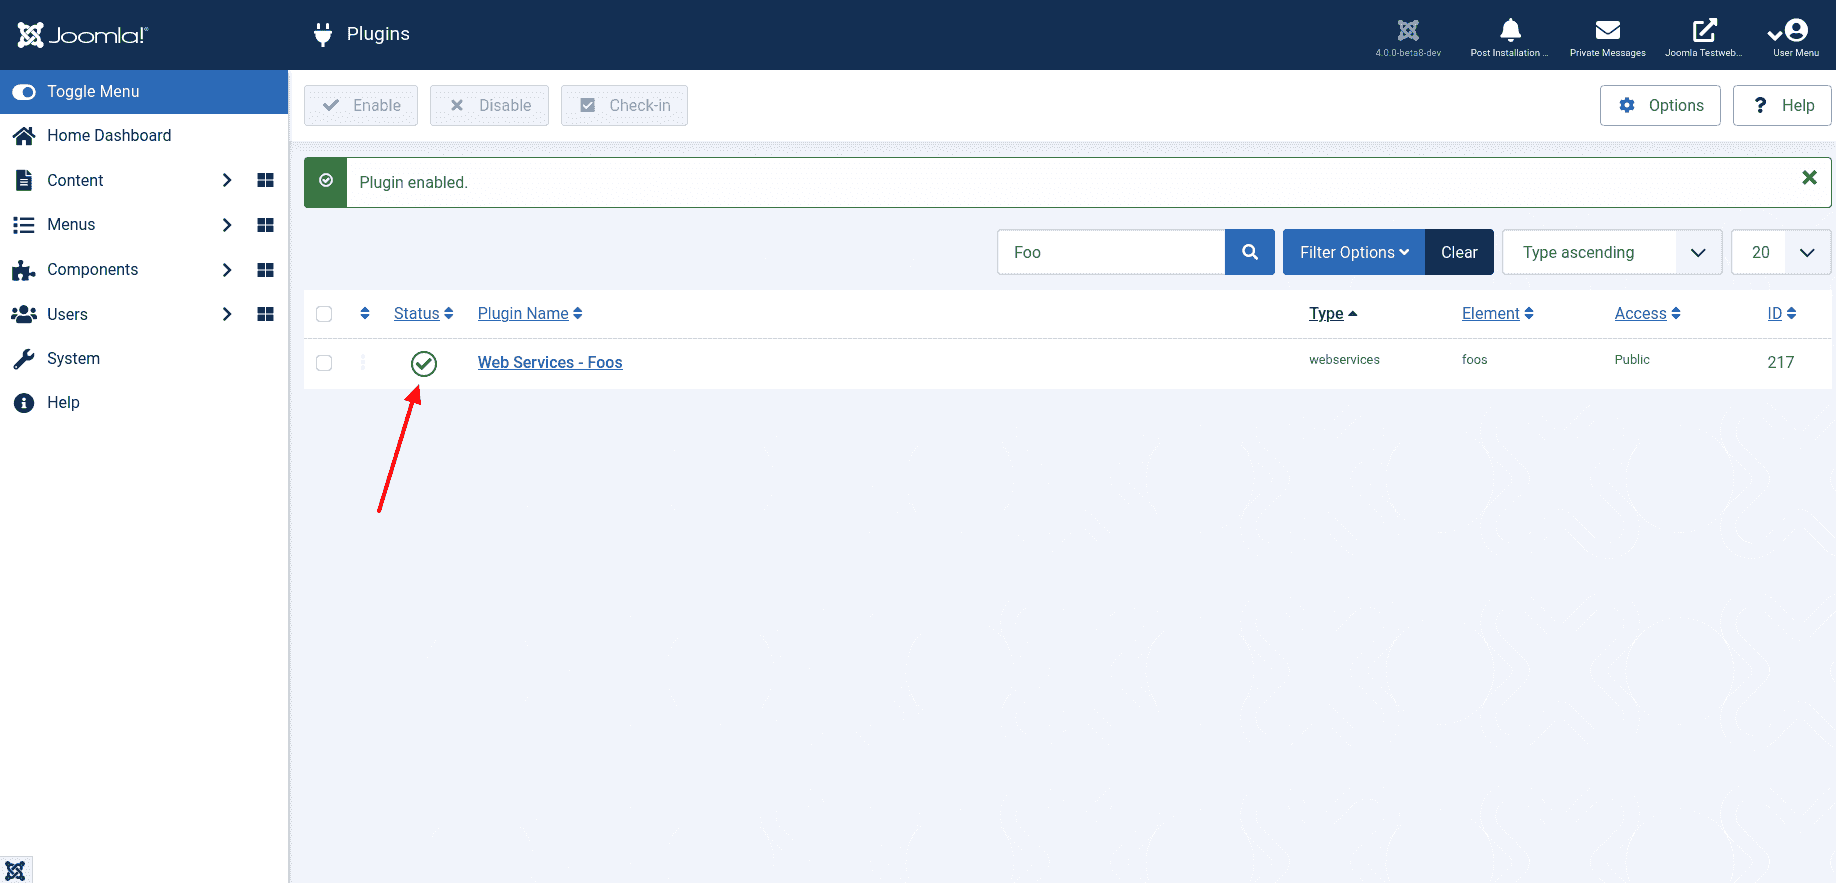 Joomla!®
Plugins
4.0.0-beta8-dev
Post Installation ...
Private Messages
Joomla Testweb...
User Menu
Toggle Menu
Home Dashboard
Content
Menus
Components
Users
System
Help
Enable
Disable
Check-in
Options
? Help
Plugin enabled.
Foo
Filter Options
Clear
Type ascending
20
Status
Plugin Name
Type
Element
Access
ID
Web Services - Foos
webservices
foos
Public
217